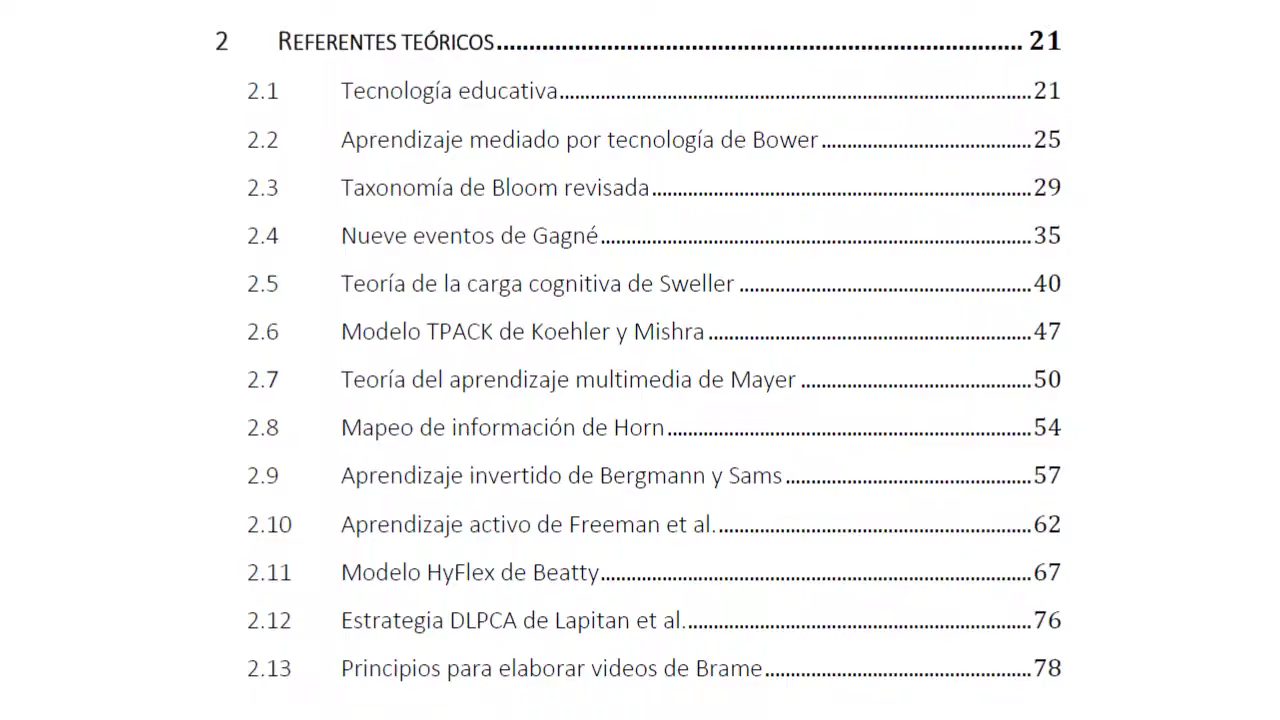 2 REFERENTES TEÓRICOS........................................ 21
2.1 Tecnología educativa........................................21
2.2 Aprendizaje mediado por tecnología de Bower........................................25
2.3 Taxonomía de Bloom revisada........................................29
2.4 Nueve eventos de Gagné........................................35
2.5 Teoría de la carga cognitiva de Sweller ........................................40
2.6 Modelo TPACK de Koehler y Mishra........................................47
2.7 Teoría del aprendizaje multimedia de Mayer ........................................50
2.8 Mapeo de información de Horn........................................54
2.9 Aprendizaje invertido de Bergmann y Sams........................................57
2.10 Aprendizaje activo de Freeman et al.........................................62
2.11 Modelo HyFlex de Beatty........................................67
2.12 Estrategia DLPCA de Lapitan et al.........................................76
2.13 Principios para elaborar videos de Brame........................................78